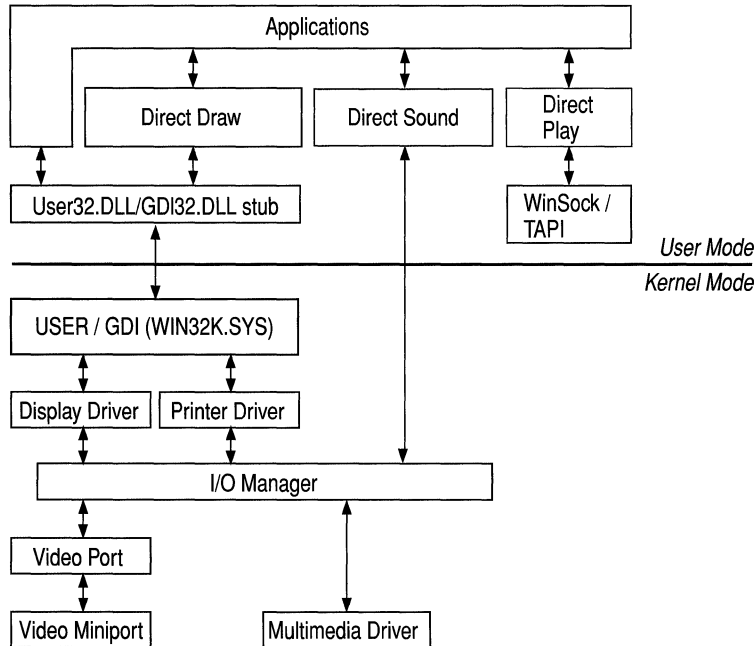 Applications
Direct Draw
Direct Sound
Direct
Play
User32.DLL/GDI32.DLL stub
WinSock /
TAPI
User Mode
Kernel Mode
USER / GDI (WIN32K.SYS)
Display Driver
Printer Driver
I/O Manager
Video Port
Video Miniport
Multimedia Driver